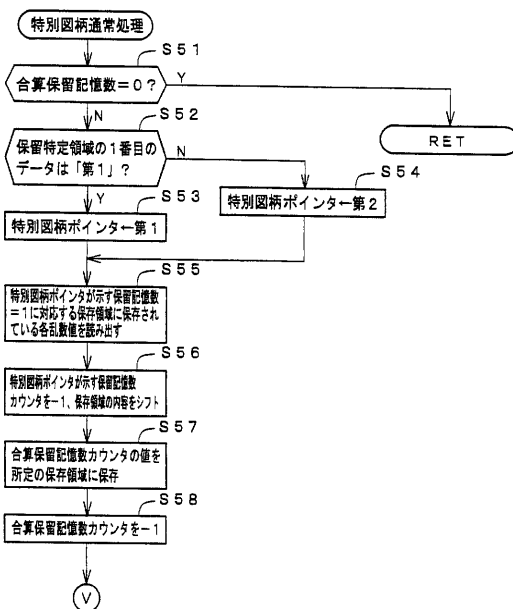 特別図柄通常処理
S51
合算保留記憶数=0?
Y
N
S52
保留特定領域の1番目の
データは「第1」?
N
Y
RET
S53
特別図柄ポインタ←第1
S54
特別図柄ポインタ←第2
S55
特別図柄ポインタが示す保留記憶数
=1に対応する保存領域に保存され
ている各乱数値を読み出す
S56
特別図柄ポインタが示す保留記憶数
カウンタを−1、保存領域の内容をシフト
S57
合算保留記憶数カウンタの値を
所定の保存領域に保存
S58
合算保留記憶数カウンタを−1
V